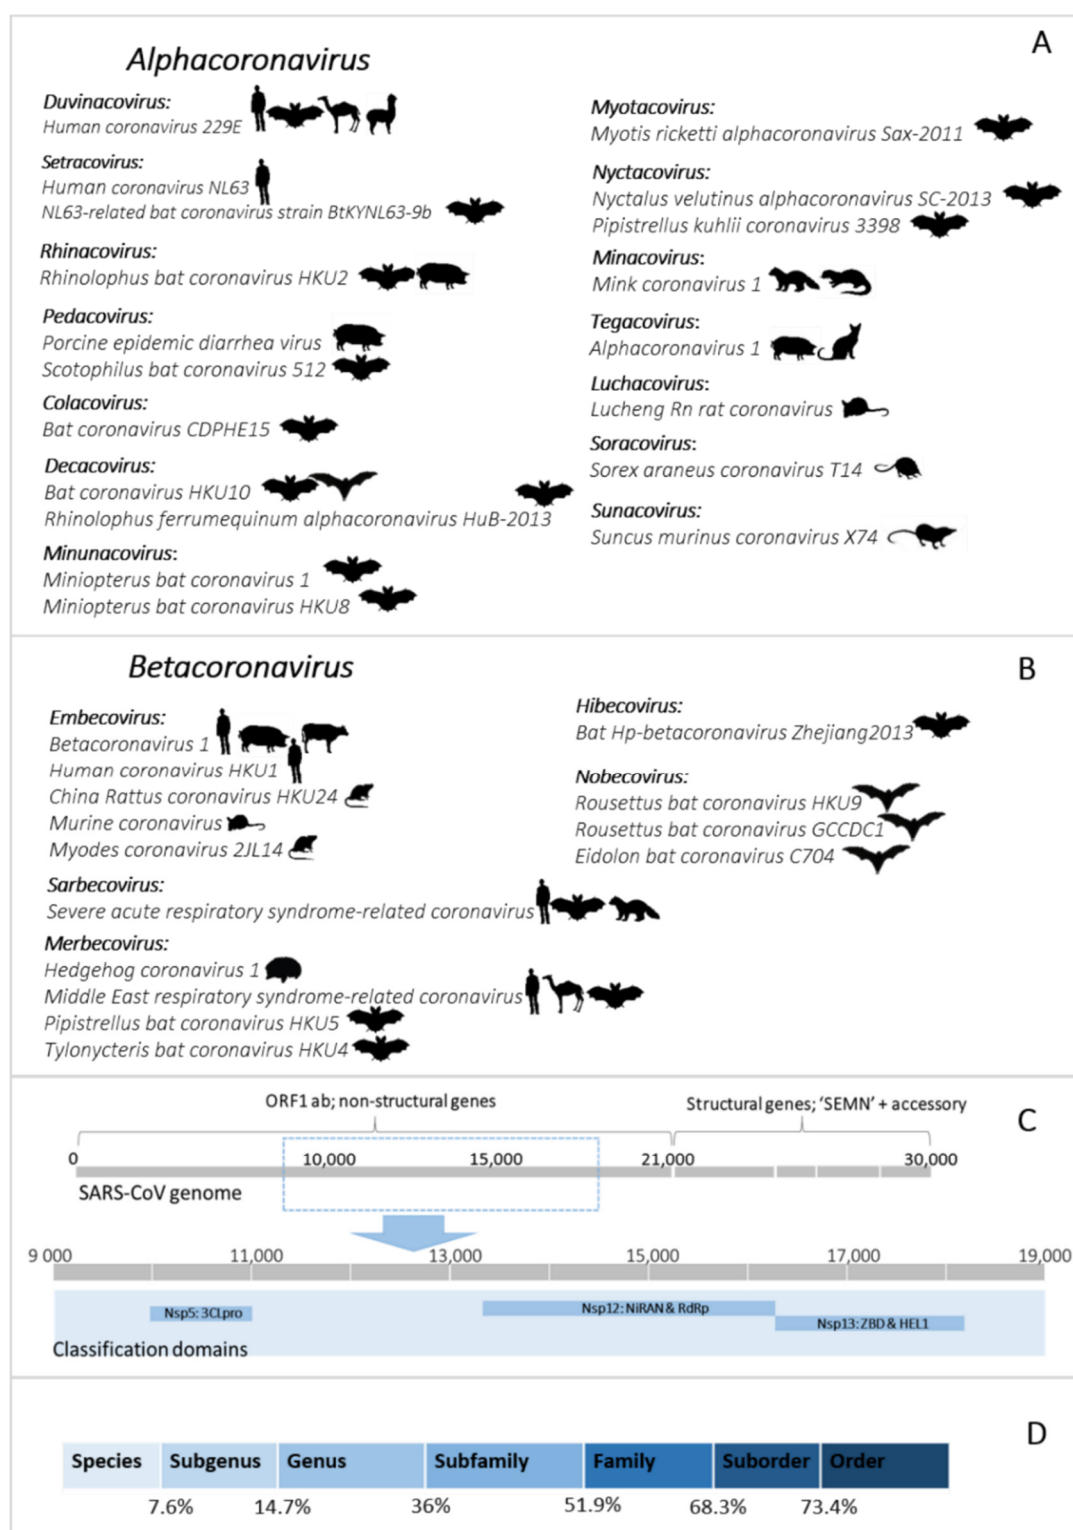 A
Alphacoronavirus
Duvinacovirus:
Human coronavirus 229E
Setracovirus:
Human coronavirus NL63
NL63-related bat coronavirus strain BtKYNL63-9b
Rhinacovirus:
Rhinolophus bat coronavirus HKU2
Pedacovirus:
Porcine epidemic diarrhea virus
Scotophilus bat coronavirus 512
Colacovirus:
Bat coronavirus CDPHE15
Decacovirus:
Bat coronavirus HKU10
Rhinolophus ferrumequinum alphacoronavirus HuB-2013
Minunacovirus:
Miniopterus bat coronavirus 1
Miniopterus bat coronavirus HKU8
Myotacovirus:
Myotis ricketti alphacoronavirus Sax-2011
Nyctacovirus:
Nyctalus velutinus alphacoronavirus SC-2013
Pipistrellus kuhlii coronavirus 3398
Minacovirus:
Mink coronavirus 1
Tegacovirus:
Alphacoronavirus 1
Luchacovirus:
Lucheng Rn rat coronavirus
Soracovirus:
Sorex araneus coronavirus T14
Sunacovirus:
Suncus murinus coronavirus X74
B
Betacoronavirus
Embecovirus:
Betacoronavirus 1
Human coronavirus HKU1
China Rattus coronavirus HKU24
Murine coronavirus
Myodes coronavirus 2JL14
Sarbecovirus:
Severe acute respiratory syndrome-related coronavirus
Merbecovirus:
Hedgehog coronavirus 1
Middle East respiratory syndrome-related coronavirus
Pipistrellus bat coronavirus HKU5
Tylonycteris bat coronavirus HKU4
Hibecovirus:
Bat Hp-betacoronavirus Zhejiang2013
Nobecovirus:
Rousettus bat coronavirus HKU9
Rousettus bat coronavirus GCCDC1
Eidolon bat coronavirus C704
C
ORF1 ab; non-structural genes
Structural genes; 'SEMN' + accessory
0 10,000 15,000 21,000 30,000
SARS-CoV genome
9 000 11,000 13,000 15,000 17,000 19,000
Nsp5: 3CLpro
Nsp12: NiRAN & RdRp
Nsp13: ZBD & HEL1
Classification domains
D
Species Subgenus Genus Subfamily Family Suborder Order
7.6% 14.7% 36% 51.9% 68.3% 73.4%